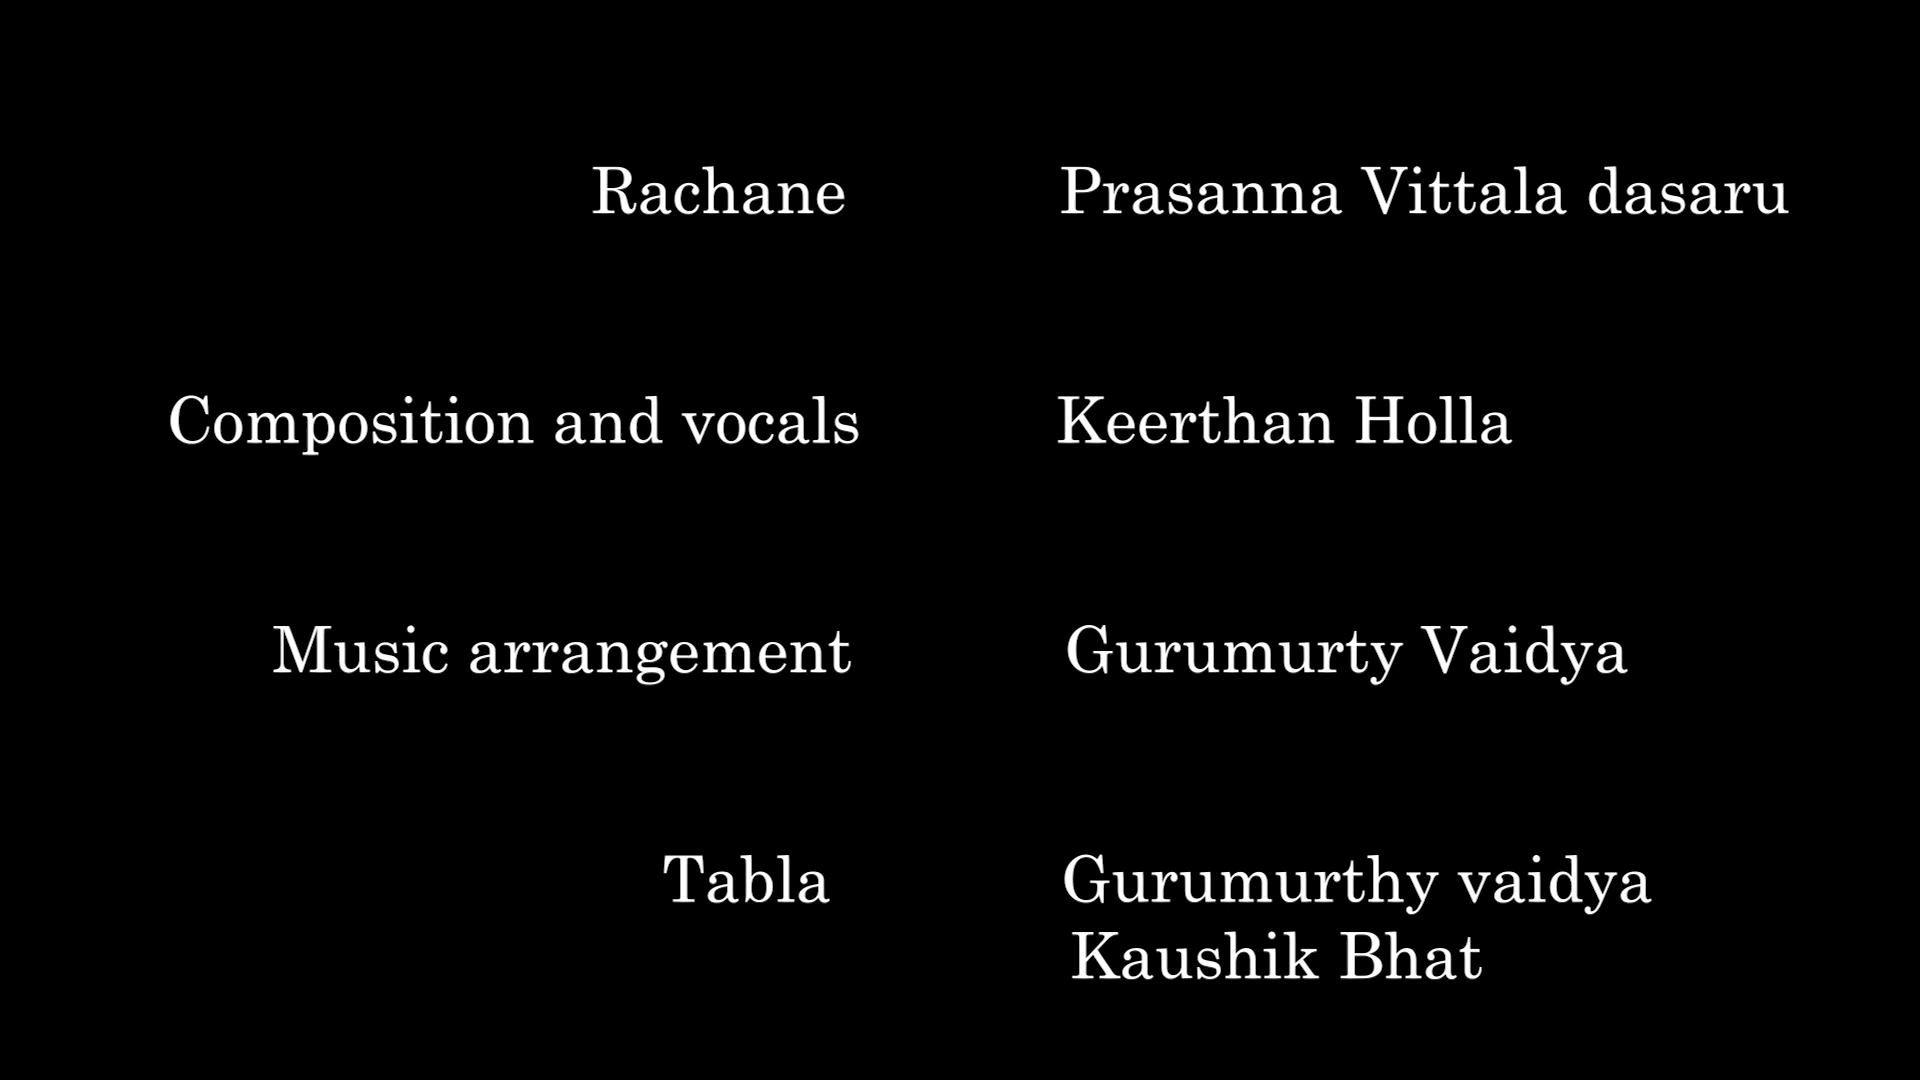 Rachane Prasanna Vittala dasaru
Composition and vocals Keerthan Holla
Music arrangement Gurumurty Vaidya
Tabla Gurumurthy vaidya
Kaushik Bhat